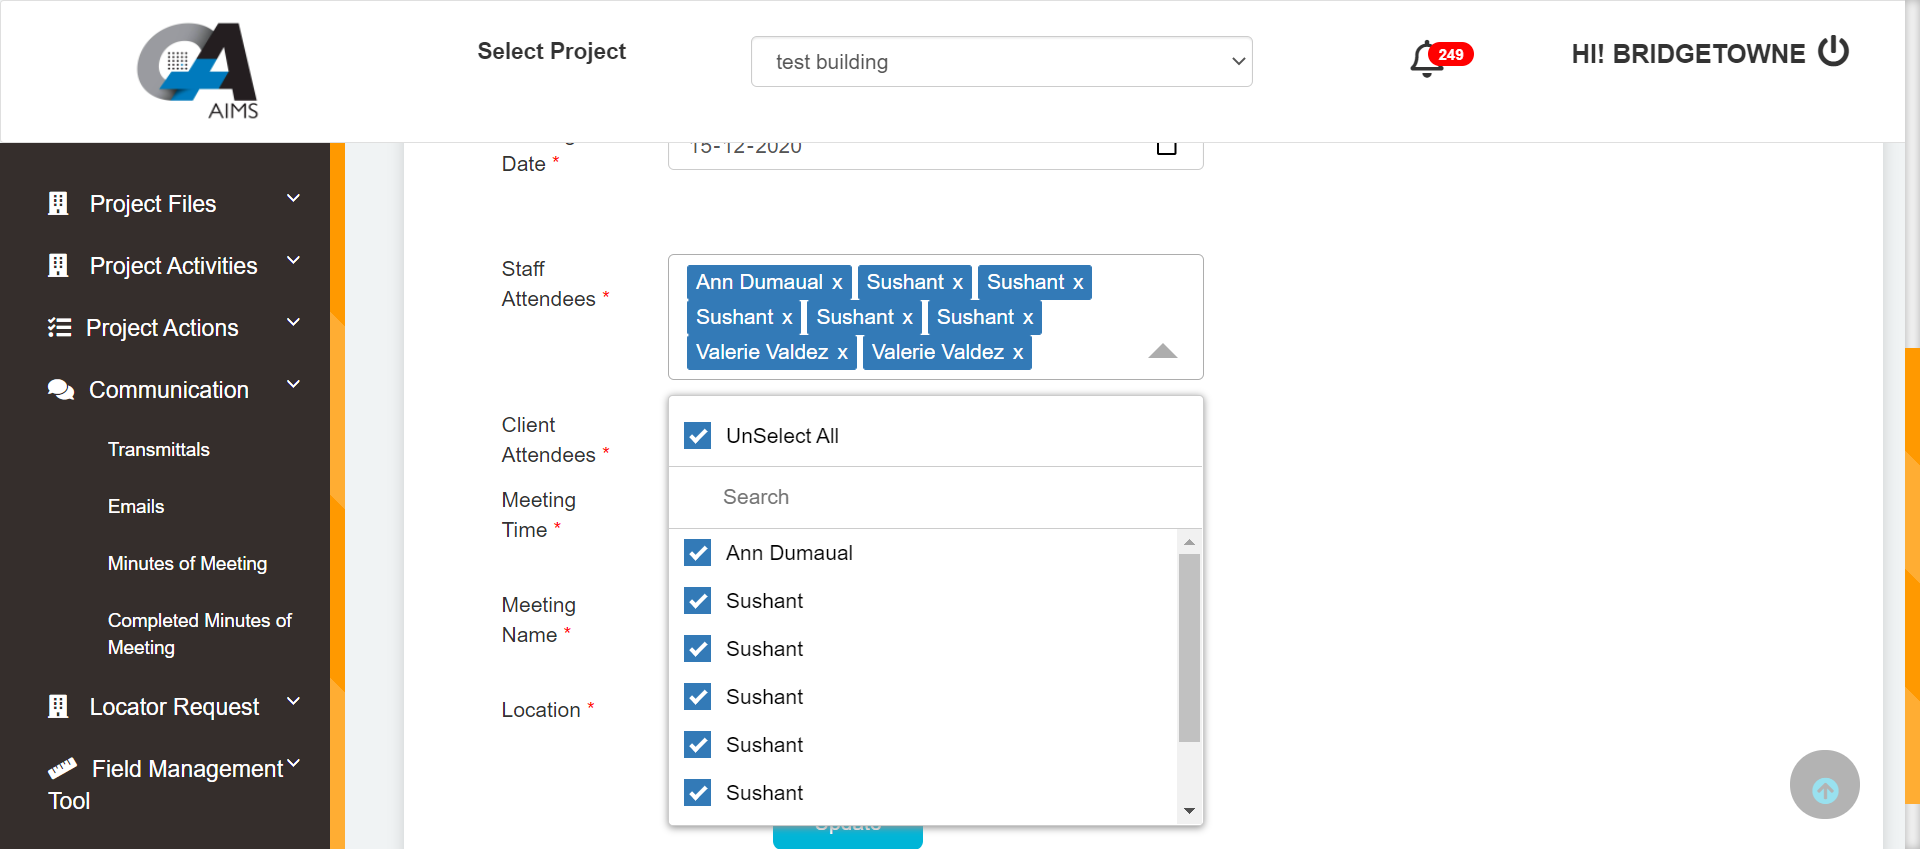 AIMS
Select Project
test building
249
HI! BRIDGETOWNE
Project Files
Project Activities
Project Actions
Communication
Transmittals
Emails
Minutes of Meeting
Completed Minutes of
Meeting
Locator Request
Field Management
Tool
Date *
15-12-2020
Staff
Attendees *
Ann Dumaual x Sushant x Sushant x
Sushant x Sushant x Sushant x
Valerie Valdez x Valerie Valdez x
Client
Attendees *
Meeting
Time *
Meeting
Name *
Location *
UnSelect All
Search
Ann Dumaual
Sushant
Sushant
Sushant
Sushant
Sushant
Update